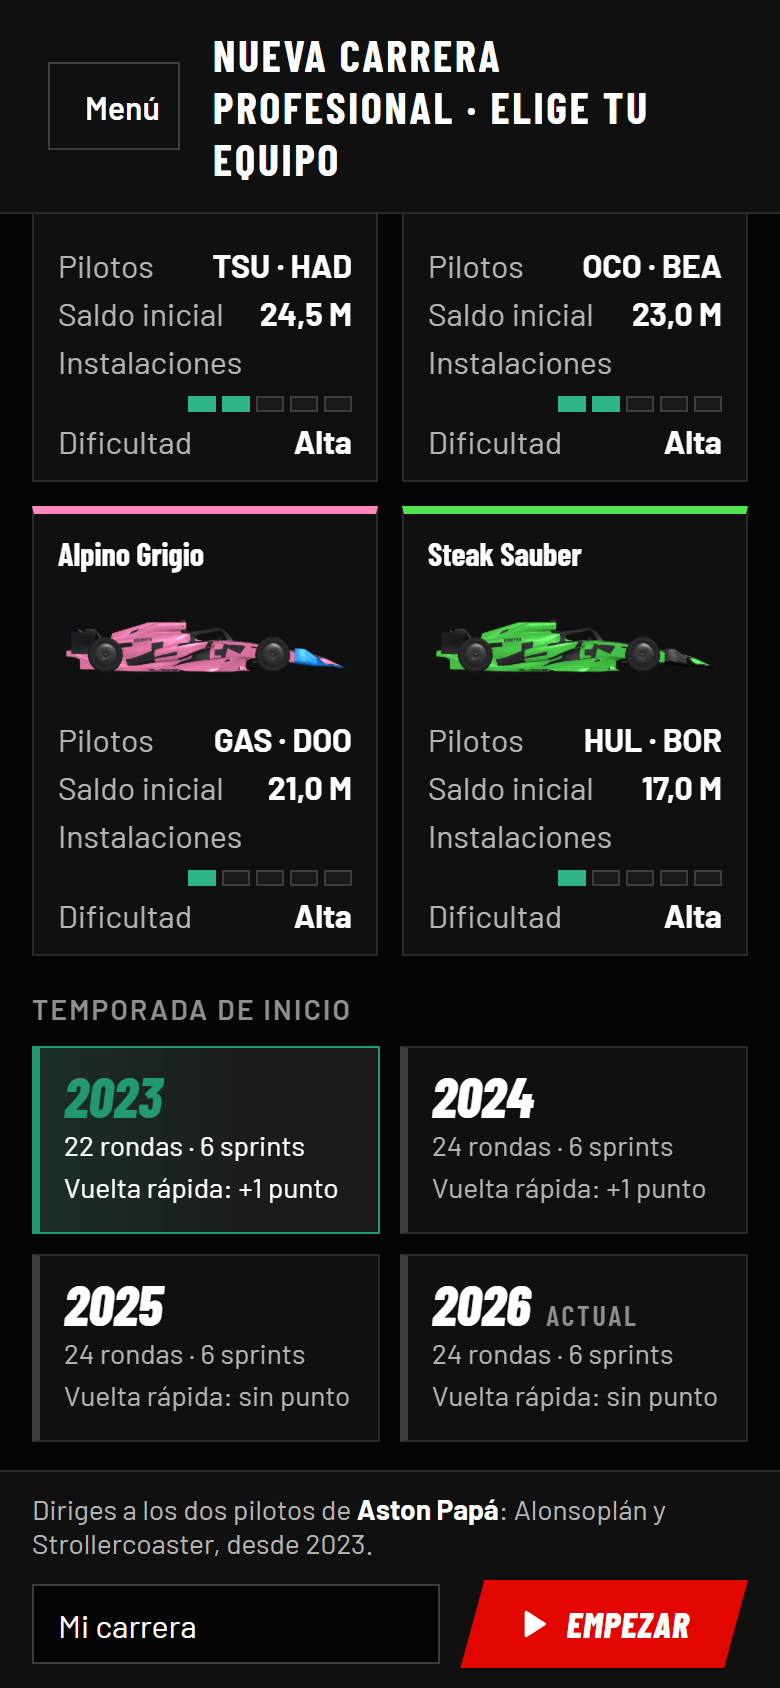 Menú
NUEVA CARRERA
PROFESIONAL · ELIGE TU
EQUIPO
Pilotos TSU · HAD
Saldo inicial 24,5 M
Instalaciones
Dificultad Alta
Pilotos OCO · BEA
Saldo inicial 23,0 M
Instalaciones
Dificultad Alta
Alpino Grigio
Pilotos GAS · DOO
Saldo inicial 21,0 M
Instalaciones
Dificultad Alta
Steak Sauber
Pilotos HUL · BOR
Saldo inicial 17,0 M
Instalaciones
Dificultad Alta
TEMPORADA DE INICIO
2023
22 rondas · 6 sprints
Vuelta rápida: +1 punto
2024
24 rondas · 6 sprints
Vuelta rápida: +1 punto
2025
24 rondas · 6 sprints
Vuelta rápida: sin punto
2026 ACTUAL
24 rondas · 6 sprints
Vuelta rápida: sin punto
Diriges a los dos pilotos de Aston Papá: Alonsoplán y
Strollercoaster, desde 2023.
Mi carrera
EMPEZAR